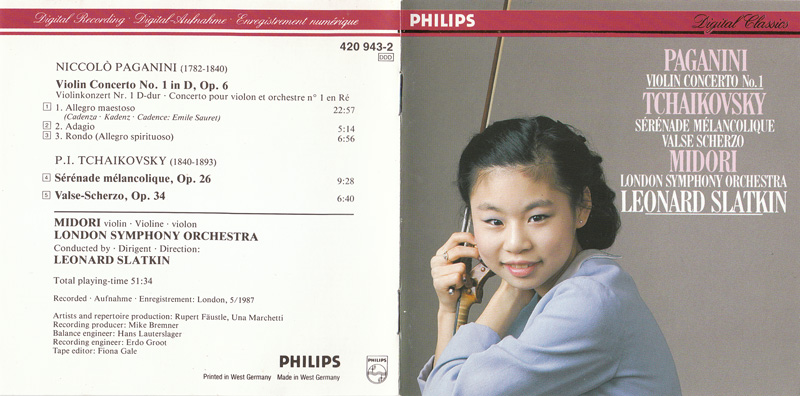 Digital Recording · Digital-Aufnahme · Enregistrement numérique
420 943-2
DDD
NICCOLÒ PAGANINI (1782-1840)
Violin Concerto No. 1 in D, Op. 6
Violinkonzert Nr. 1 D-dur · Concerto pour violon et orchestre n° 1 en Ré
1 1. Allegro maestoso 22:57
(Cadenza · Kadenz · Cadence: Emile Sauret)
2 2. Adagio 5:14
3 3. Rondo (Allegro spirituoso) 6:56
P.I. TCHAIKOVSKY (1840-1893)
4 Sérénade mélancolique, Op. 26 9:28
5 Valse-Scherzo, Op. 34 6:40
MIDORI violin · Violine · violon
LONDON SYMPHONY ORCHESTRA
Conducted by · Dirigent · Direction:
LEONARD SLATKIN
Total playing-time 51:34
Recorded · Aufnahme · Enregistrement: London, 5/1987
Artists and repertoire production: Rupert Fäustle, Una Marchetti
Recording producer: Mike Bremner
Balance engineer: Hans Lauterslager
Recording engineer: Erdo Groot
Tape editor: Fiona Gale
PHILIPS
Printed in West Germany Made in West Germany
PHILIPS
PHILIPS
Digital Classics
PAGANINI
VIOLIN CONCERTO No.1
TCHAIKOVSKY
SÉRÉNADE MÉLANCOLIQUE
VALSE SCHERZO
MIDORI
LONDON SYMPHONY ORCHESTRA
LEONARD SLATKIN